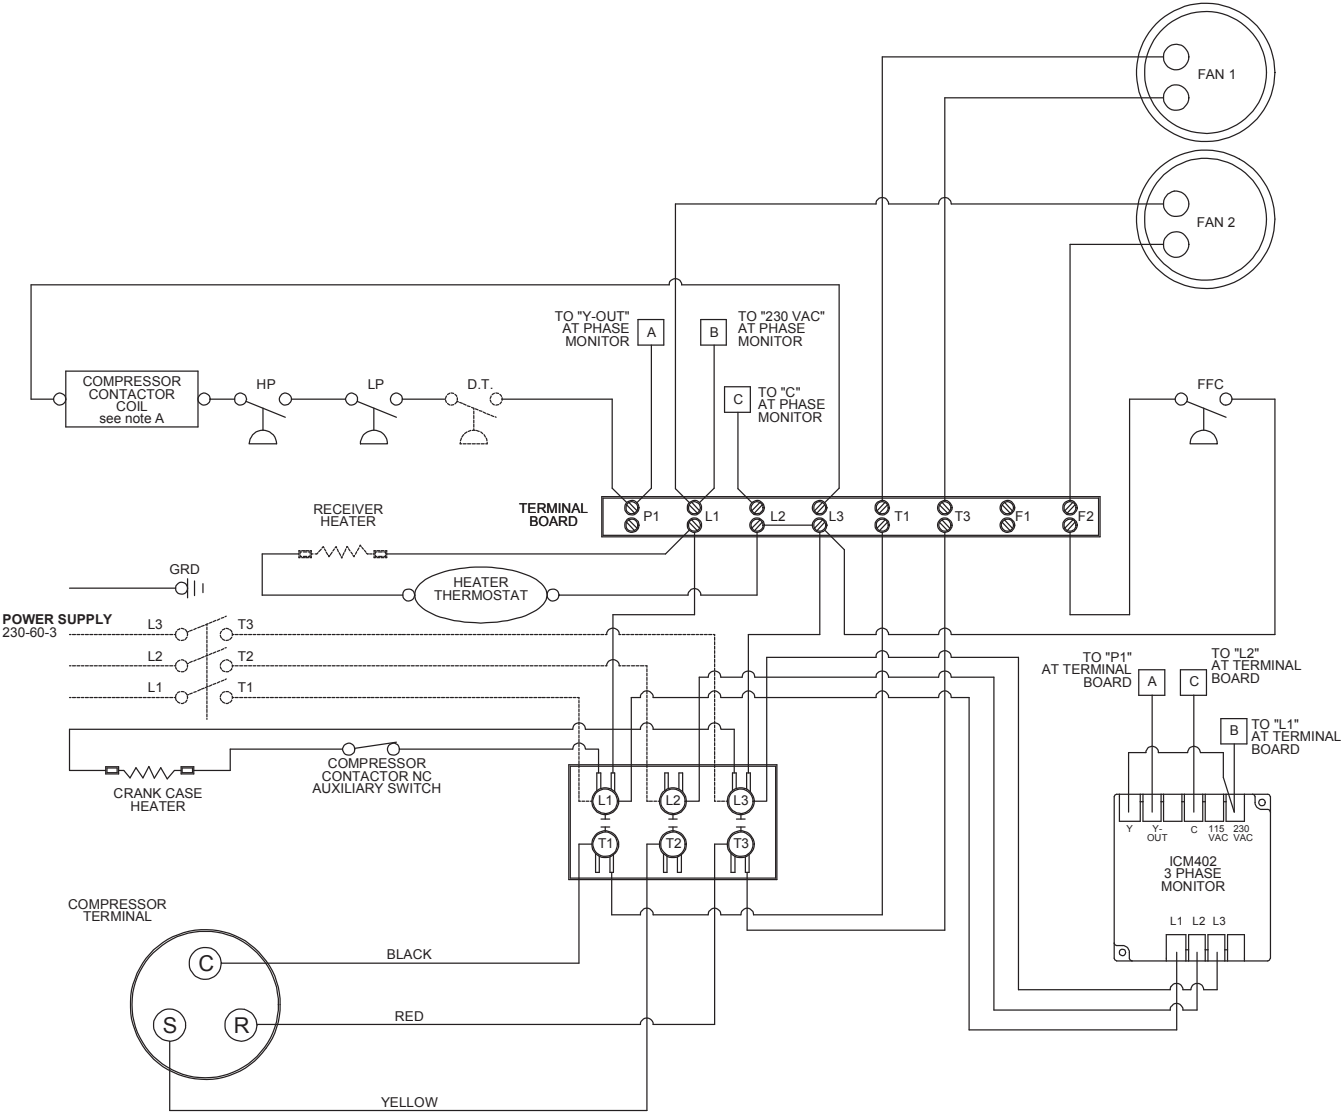 FAN 1
FAN 2
TO "Y-OUT"
AT PHASE
MONITOR
A
B
TO "230 VAC"
AT PHASE
MONITOR
C
TO "C"
AT PHASE
MONITOR
COMPRESSOR
CONTACTOR
COIL
see note A
HP
LP
D.T.
FFC
RECEIVER
HEATER
TERMINAL
BOARD
P1
L1
L2
L3
T1
T3
F1
F2
HEATER
THERMOSTAT
GRD
POWER SUPPLY
230-60-3
L3
T3
L2
T2
L1
T1
TO "P1"
AT TERMINAL
BOARD
A
C
TO "L2"
AT TERMINAL
BOARD
B
TO "L1"
AT TERMINAL
BOARD
CRANK CASE
HEATER
COMPRESSOR
CONTACTOR NC
AUXILIARY SWITCH
L1
L2
L3
T1
T2
T3
Y
Y-
OUT
C
115
VAC
230
VAC
ICM402
3 PHASE
MONITOR
L1 L2 L3
COMPRESSOR
TERMINAL
C
S
R
BLACK
RED
YELLOW